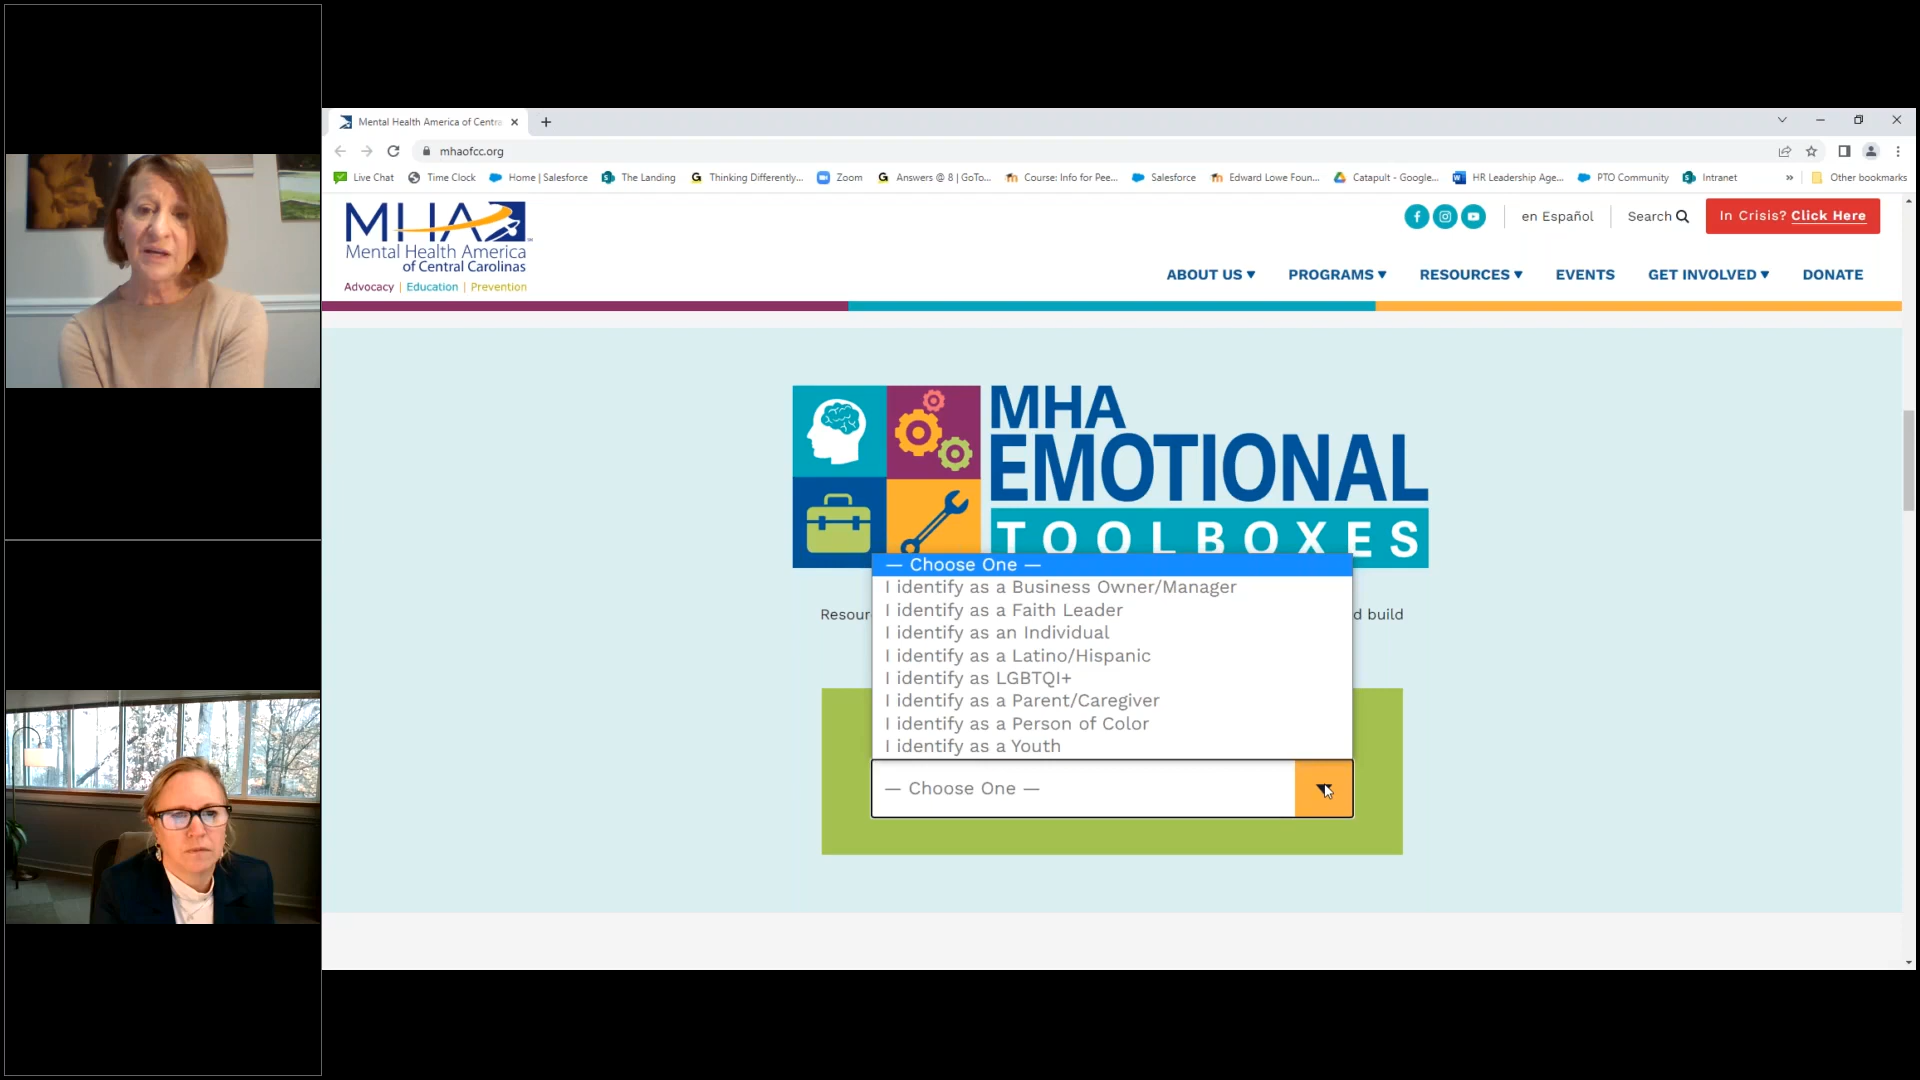 Mental Health America of Centra
mhaofcc.org
Live Chat
Time Clock
Home | Salesforce
The Landing
Thinking Differently...
Zoom
Answers @ 8 | GoTo...
Course: Info for Pee...
Salesforce
Edward Lowe Foun...
Catapult - Google...
HR Leadership Age...
PTO Community
Intranet
»
Other bookmarks
MHA
Mental Health America
of Central Carolinas
Advocacy | Education | Prevention
en Español
Search
In Crisis? Click Here
ABOUT US
PROGRAMS
RESOURCES
EVENTS
GET INVOLVED
DONATE
MHA
EMOTIONAL
TOOLBOXES
— Choose One —
I identify as a Business Owner/Manager
I identify as a Faith Leader
I identify as an Individual
I identify as a Latino/Hispanic
I identify as LGBTQI+
I identify as a Parent/Caregiver
I identify as a Person of Color
I identify as a Youth
Resour
d build
— Choose One —